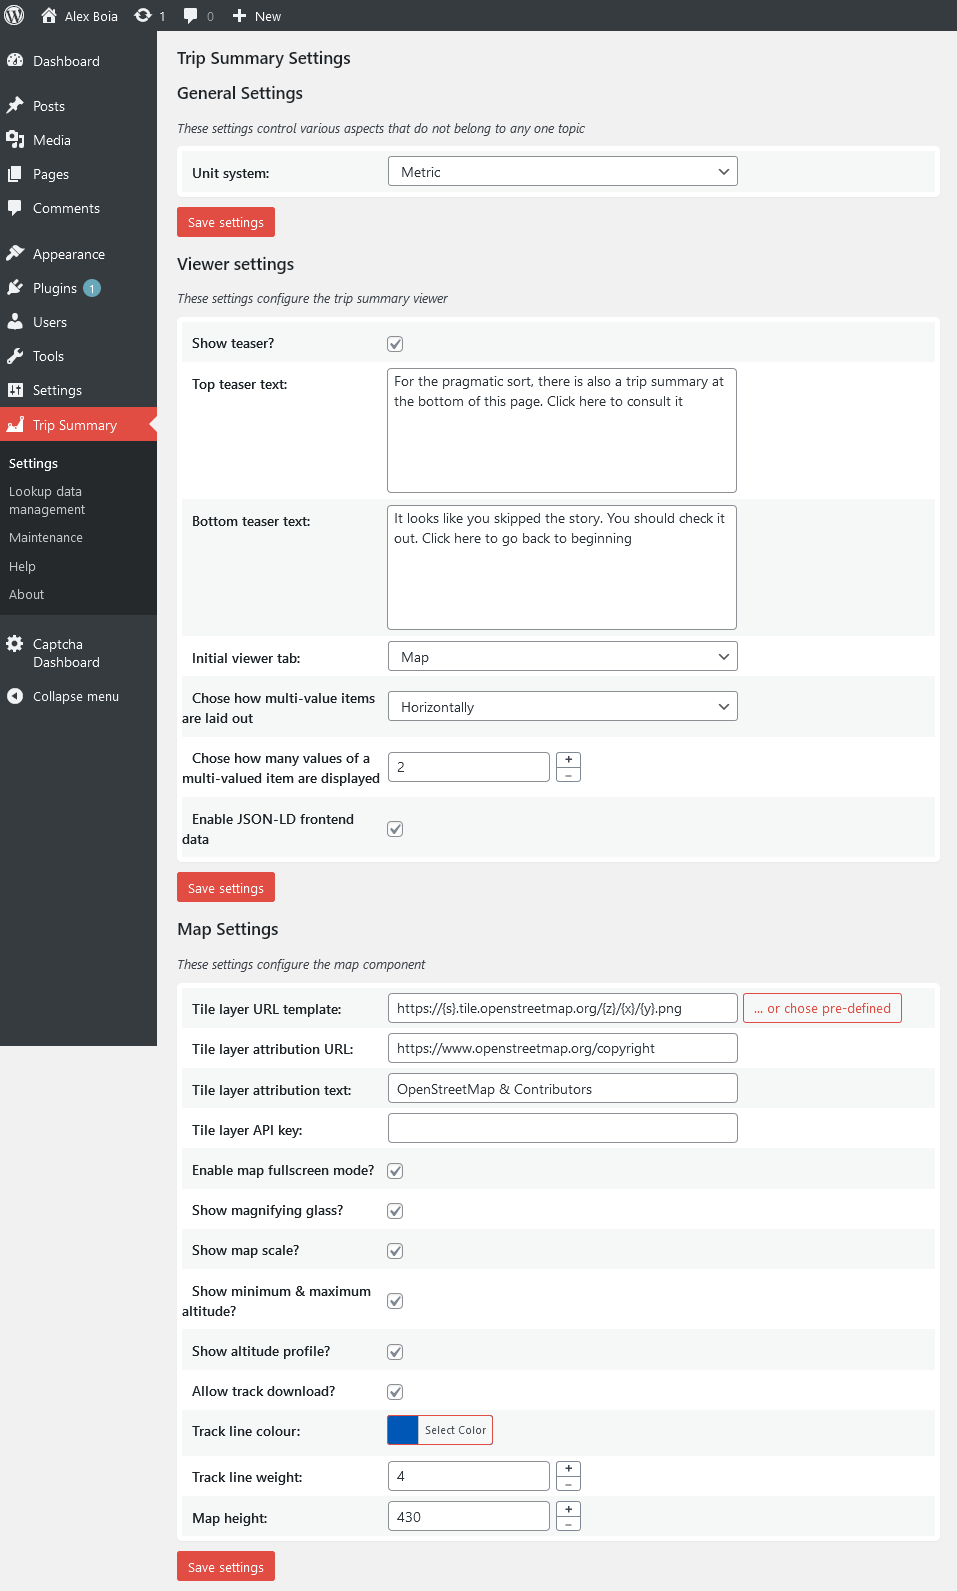 Alex Boia
1
0
New
Dashboard
Posts
Media
Pages
Comments
Appearance
Plugins 1
Users
Tools
Settings
Trip Summary
Settings
Lookup data
management
Maintenance
Help
About
Captcha
Dashboard
Collapse menu
Trip Summary Settings
General Settings
These settings control various aspects that do not belong to any one topic
Unit system:
Metric
Save settings
Viewer settings
These settings configure the trip summary viewer
Show teaser?
Top teaser text:
For the pragmatic sort, there is also a trip summary at
the bottom of this page. Click here to consult it
Bottom teaser text:
It looks like you skipped the story. You should check it
out. Click here to go back to beginning
Initial viewer tab:
Map
Chose how multi-value items
are laid out
Horizontally
Chose how many values of a
multi-valued item are displayed
2
+
−
Enable JSON-LD frontend
data
Save settings
Map Settings
These settings configure the map component
Tile layer URL template:
https://{s}.tile.openstreetmap.org/{z}/{x}/{y}.png
... or chose pre-defined
Tile layer attribution URL:
https://www.openstreetmap.org/copyright
Tile layer attribution text:
OpenStreetMap & Contributors
Tile layer API key:
Enable map fullscreen mode?
Show magnifying glass?
Show map scale?
Show minimum & maximum
altitude?
Show altitude profile?
Allow track download?
Track line colour:
Select Color
Track line weight:
4
+
−
Map height:
430
+
−
Save settings